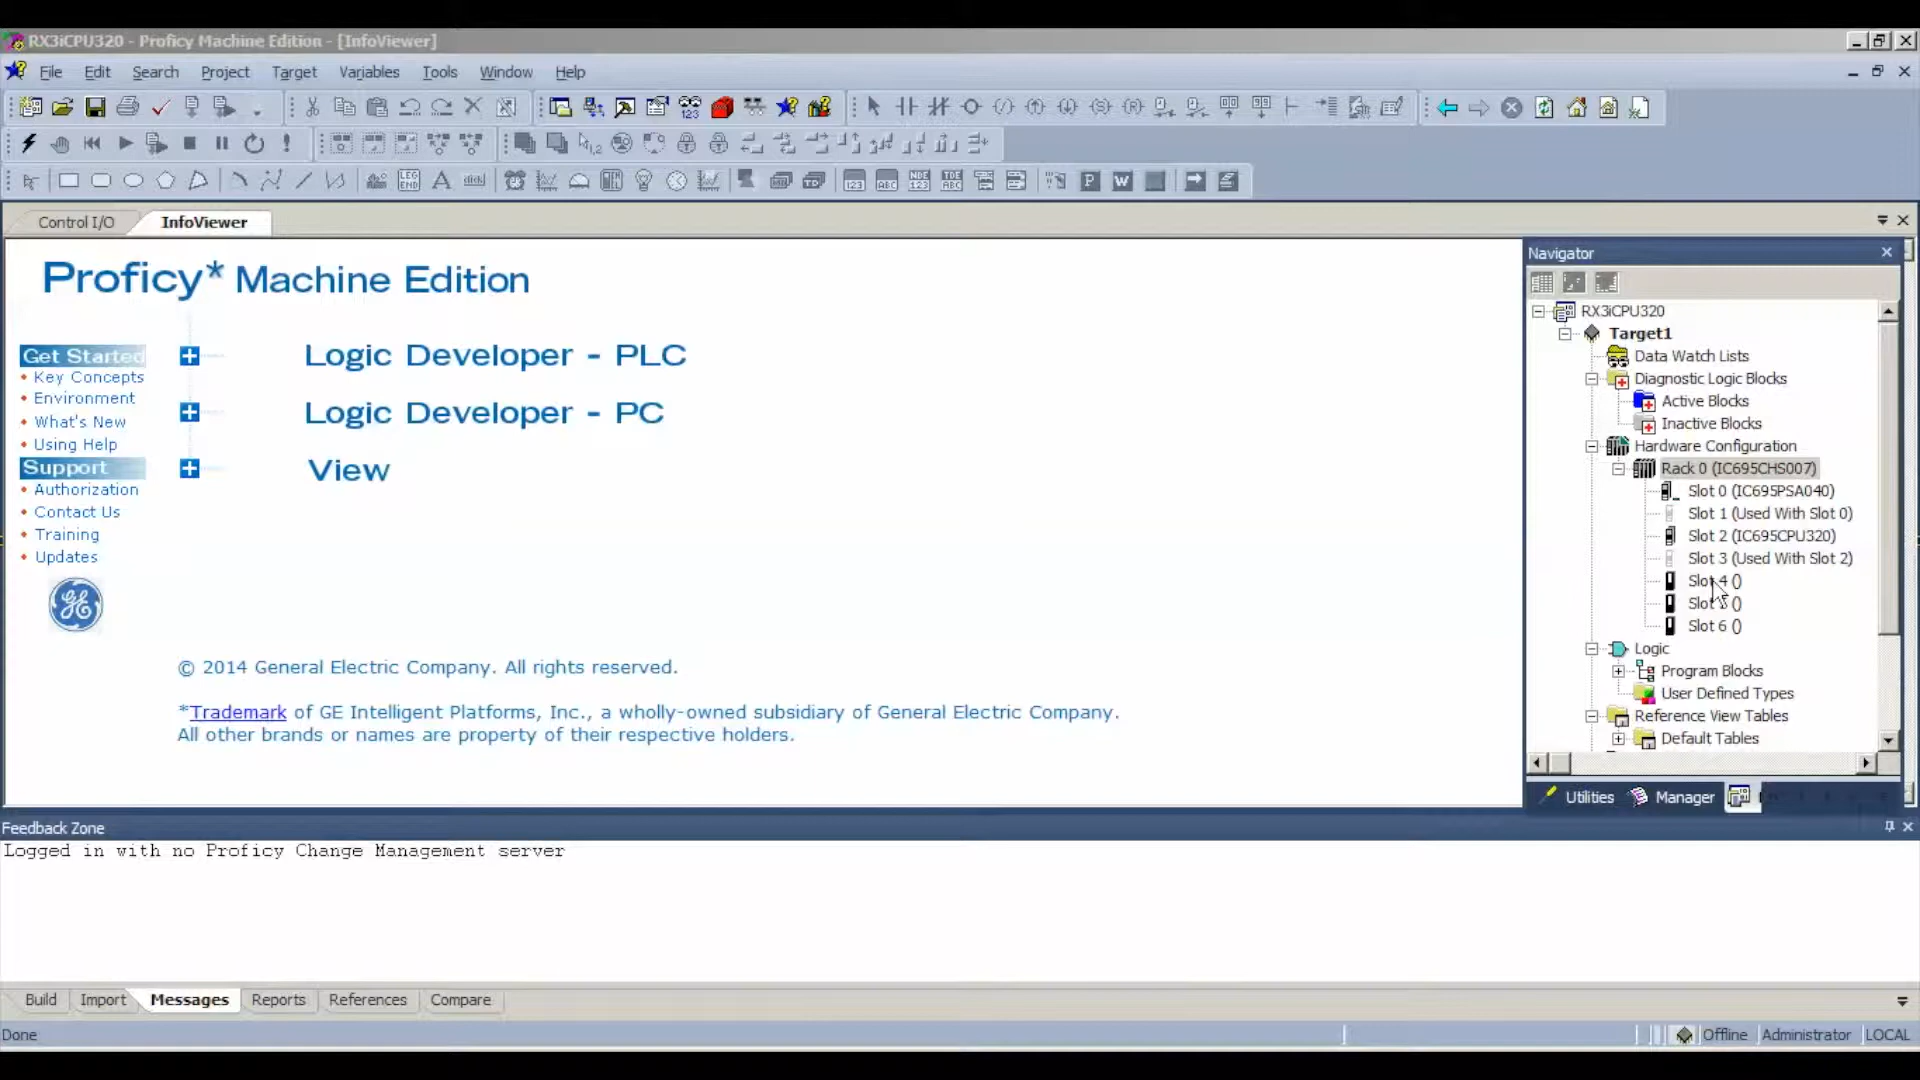 RX3iCPU320 - Proficy Machine Edition - [InfoViewer]
File Edit Search Project Target Variables Tools Window Help
Control I/O InfoViewer
Proficy* Machine Edition
Get Started
Key Concepts
Environment
What's New
Using Help
Support
Authorization
Contact Us
Training
Updates
Logic Developer - PLC
Logic Developer - PC
View
© 2014 General Electric Company. All rights reserved.
*Trademark of GE Intelligent Platforms, Inc., a wholly-owned subsidiary of General Electric Company.
All other brands or names are property of their respective holders.
Navigator
RX3iCPU320
Target1
Data Watch Lists
Diagnostic Logic Blocks
Active Blocks
Inactive Blocks
Hardware Configuration
Rack 0 (IC695CHS007)
Slot 0 (IC695PSA040)
Slot 1 (Used With Slot 0)
Slot 2 (IC695CPU320)
Slot 3 (Used With Slot 2)
Slot 4 ()
Slot 5 ()
Slot 6 ()
Logic
Program Blocks
User Defined Types
Reference View Tables
Default Tables
Utilities Manager
Feedback Zone
Logged in with no Proficy Change Management server
Build Import Messages Reports References Compare
Done Offline Administrator LOCAL